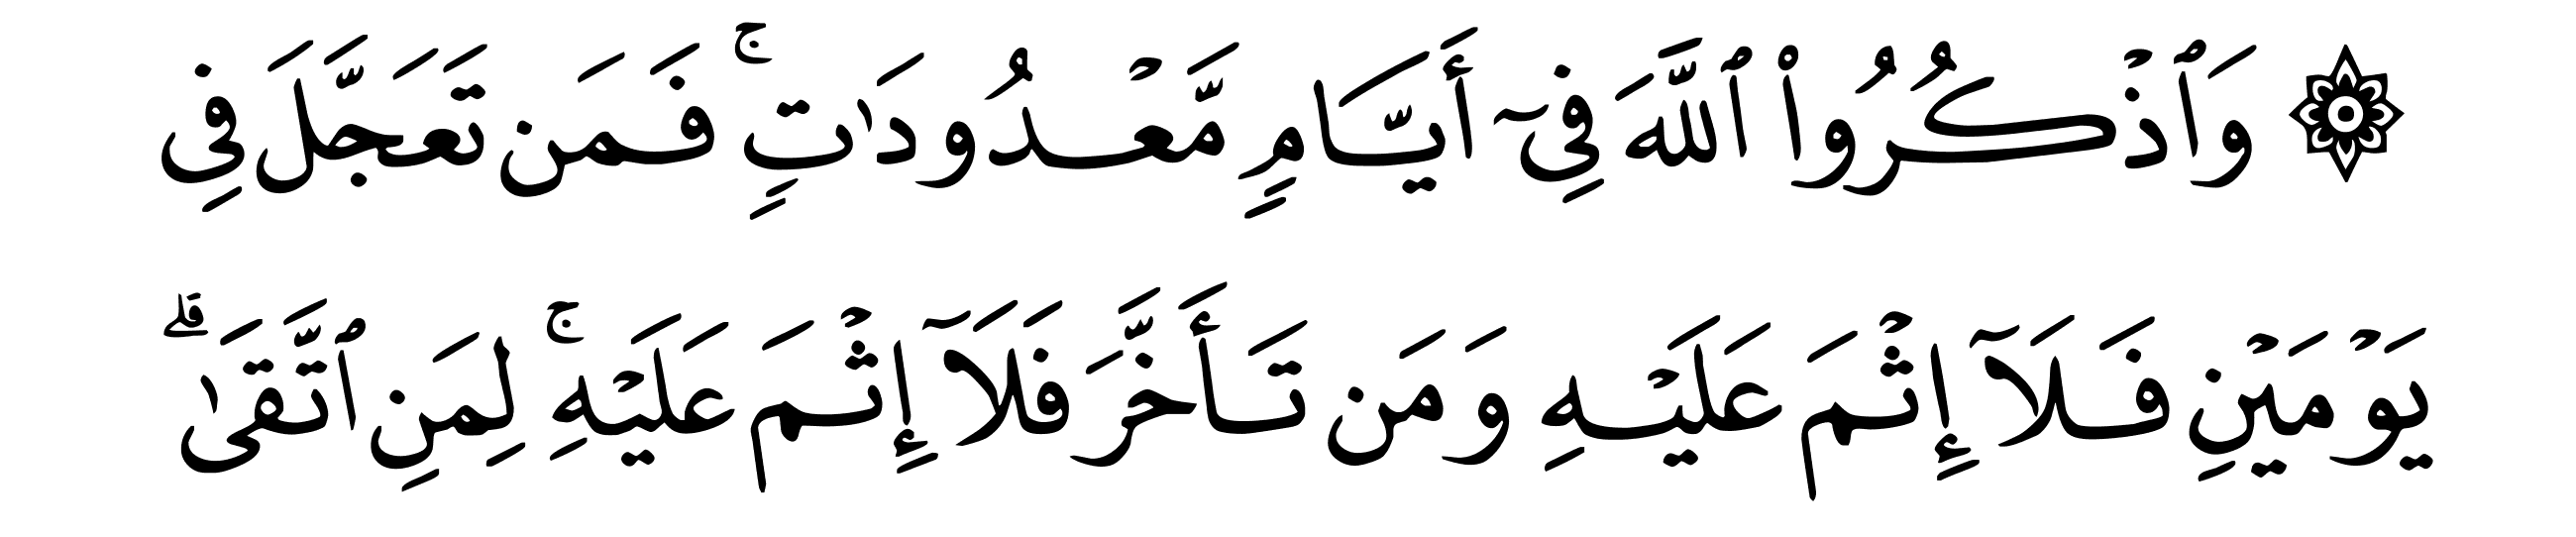 ۞ وَٱذۡكُرُواْ ٱللَّهَ فِيٓ أَيَّامٖ مَّعۡدُودَٰتٖۚ فَمَن تَعَجَّلَ فِي
يَوۡمَيۡنِ فَلَآ إِثۡمَ عَلَيۡهِ وَمَن تَأَخَّرَ فَلَآ إِثۡمَ عَلَيۡهِۚ لِمَنِ ٱتَّقَىٰۗ